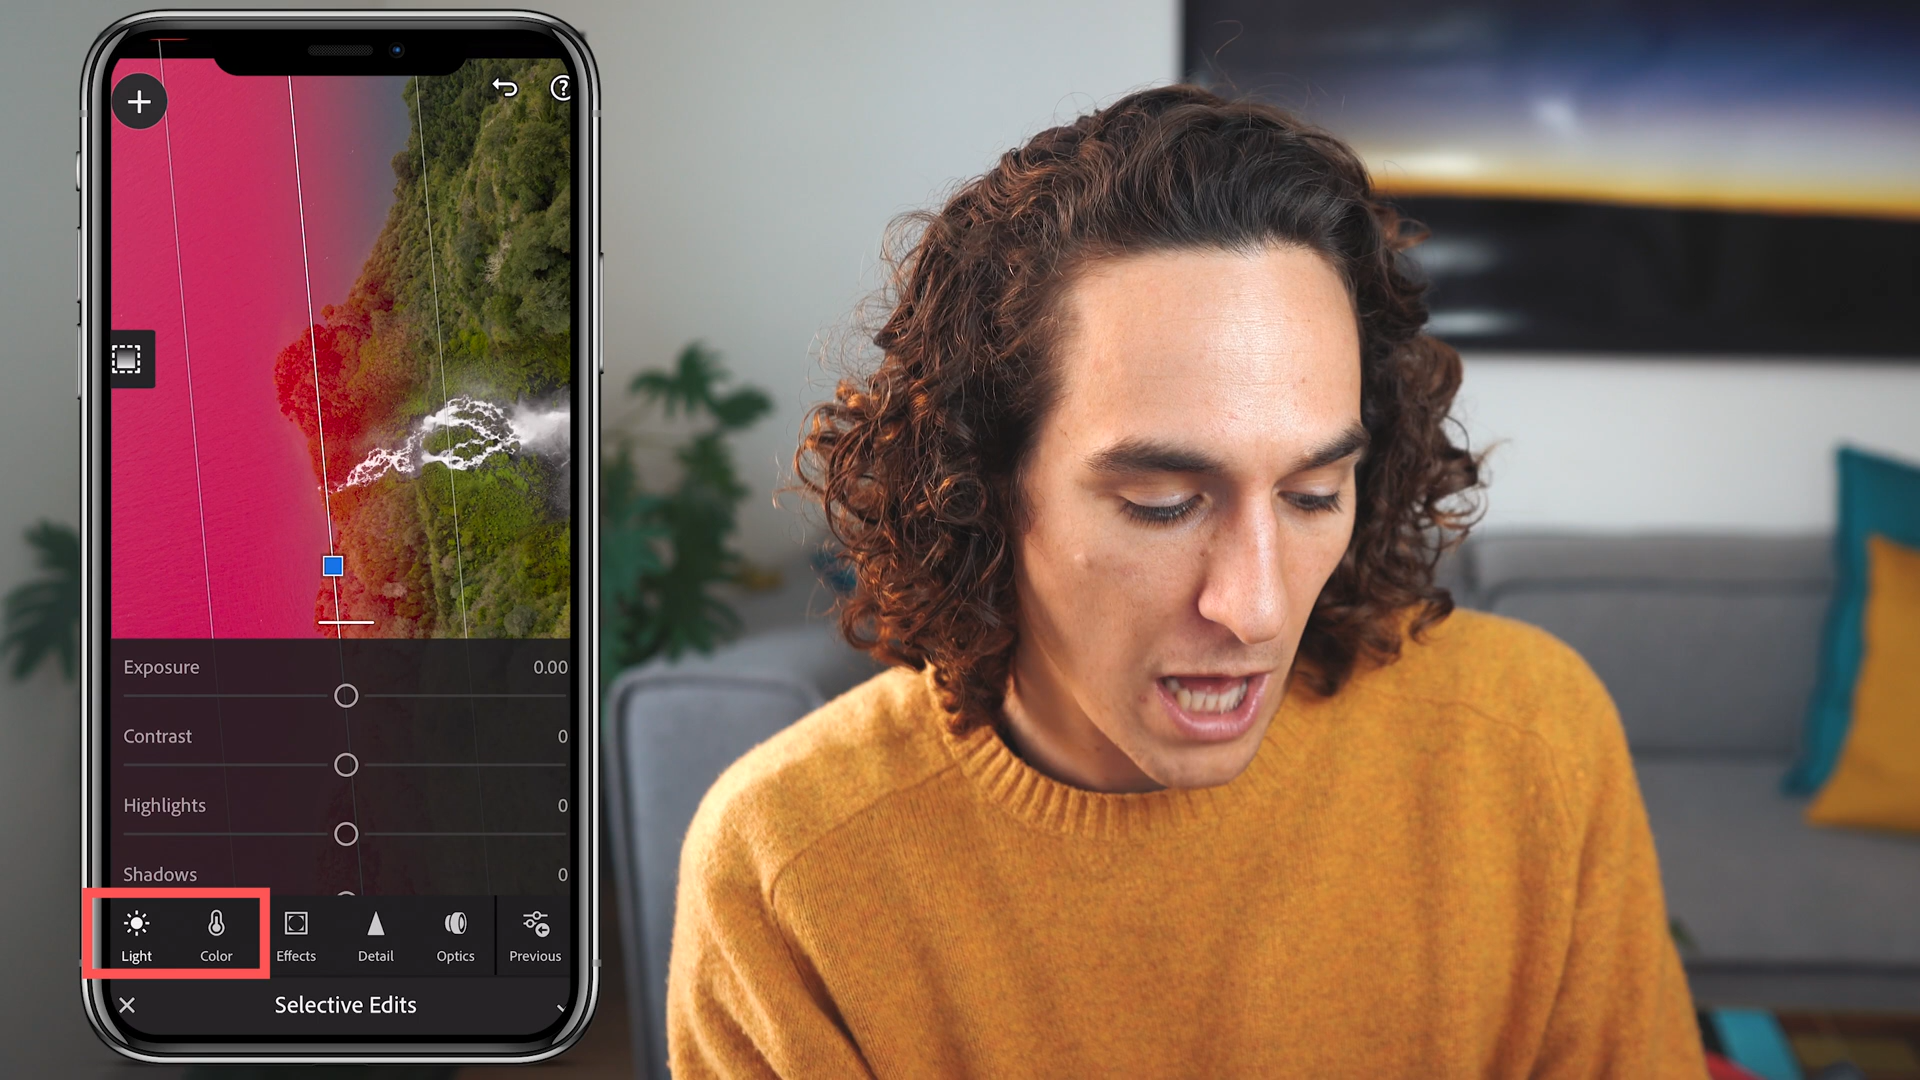 Exposure 0.00
Contrast 0
Highlights 0
Shadows 0
Light Color Effects Detail Optics Previous
Selective Edits